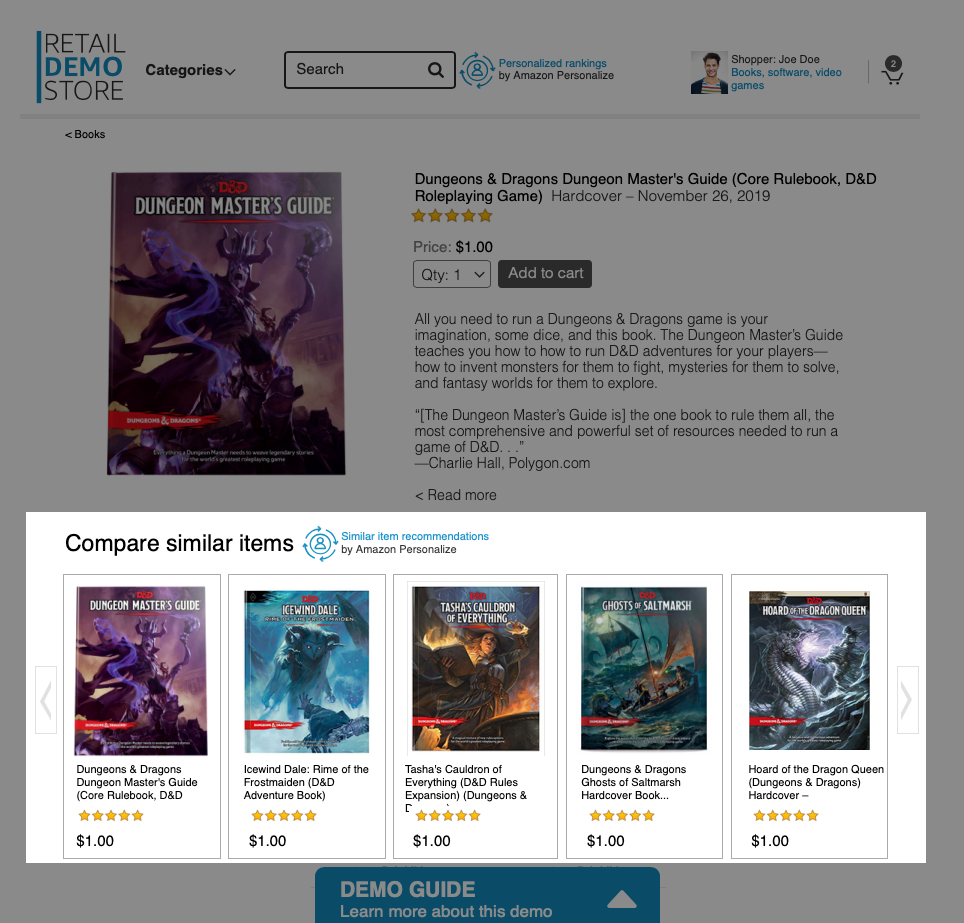 RETAIL
DEMO
STORE
Categories
Search
Personalized rankings
by Amazon Personalize
Shopper: Joe Doe
Books, software, video
games
2
< Books
D&D
DUNGEON MASTER'S GUIDE
DUNGEONS & DRAGONS®
Everything a Dungeon Master needs to weave legendary stories
for the world's greatest roleplaying game
Dungeons & Dragons Dungeon Master's Guide (Core Rulebook, D&D
Roleplaying Game) Hardcover – November 26, 2019
Price: $1.00
Qty: 1
Add to cart
All you need to run a Dungeons & Dragons game is your
imagination, some dice, and this book. The Dungeon Master's Guide
teaches you how to how to run D&D adventures for your players—
how to invent monsters for them to fight, mysteries for them to solve,
and fantasy worlds for them to explore.
“[The Dungeon Master's Guide is] the one book to rule them all, the
most comprehensive and powerful set of resources needed to run a
game of D&D. . .”
—Charlie Hall, Polygon.com
< Read more
Compare similar items
Similar item recommendations
by Amazon Personalize
D&D
DUNGEON MASTER'S GUIDE
DUNGEONS & DRAGONS
Dungeons & Dragons
Dungeon Master's Guide
(Core Rulebook, D&D
$1.00
D&D
ICEWIND DALE
RIME OF THE FROSTMAIDEN
DUNGEONS & DRAGONS
Icewind Dale: Rime of the
Frostmaiden (D&D
Adventure Book)
$1.00
D&D
TASHA'S CAULDRON
OF EVERYTHING
DUNGEONS & DRAGONS
Tasha's Cauldron of
Everything (D&D Rules
Expansion) (Dungeons &
$1.00
D&D
GHOSTS OF SALTMARSH
DUNGEONS & DRAGONS
Dungeons & Dragons
Ghosts of Saltmarsh
Hardcover Book...
$1.00
D&D
HOARD OF THE DRAGON QUEEN
DUNGEONS & DRAGONS
Hoard of the Dragon Queen
(Dungeons & Dragons)
Hardcover –
$1.00
DEMO GUIDE
Learn more about this demo